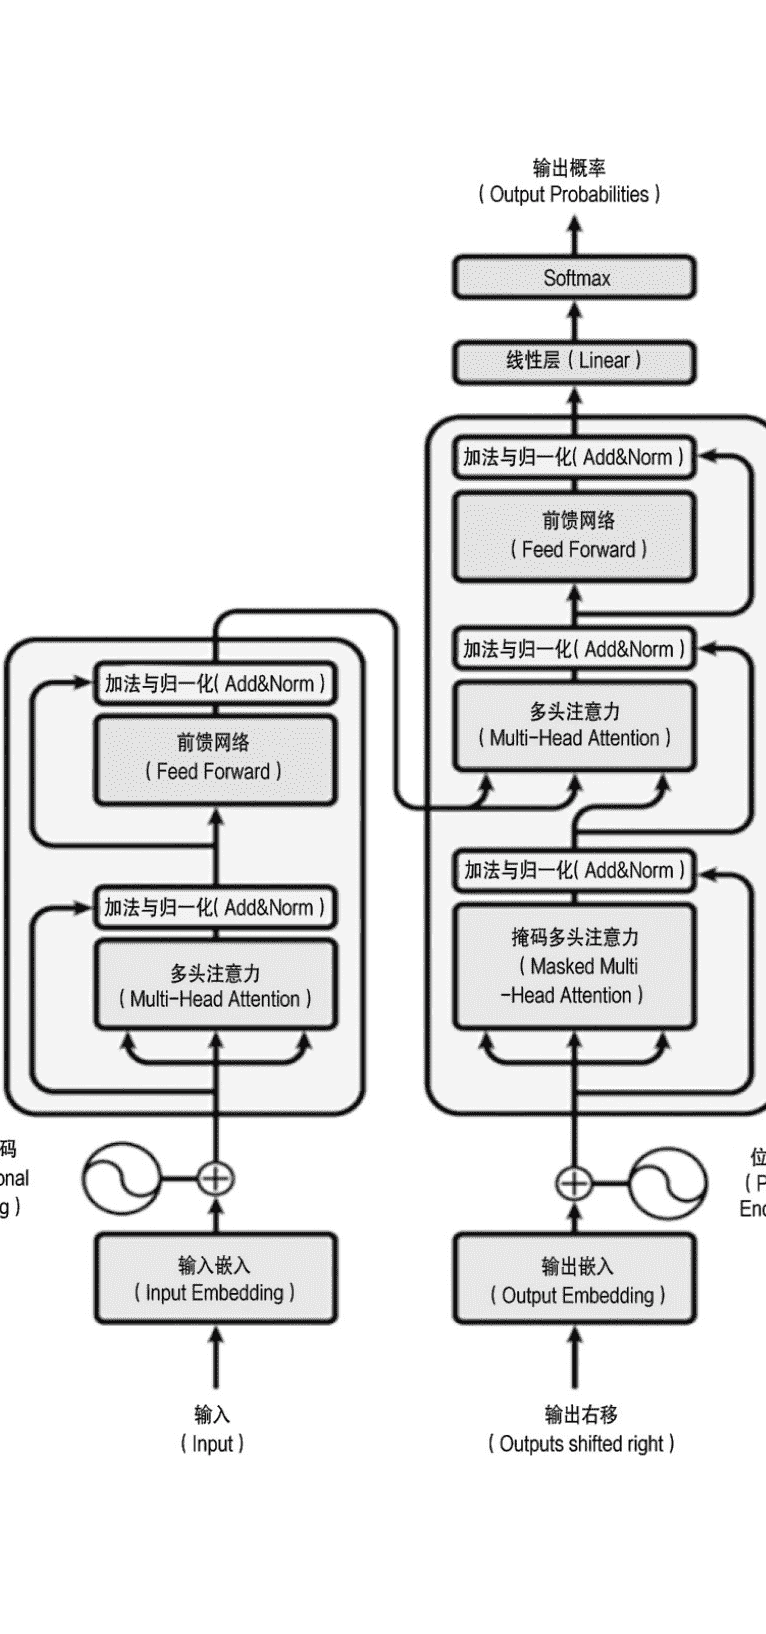 输出概率
( Output Probabilities )
Softmax
线性层 ( Linear )
加法与归一化( Add&Norm )
前馈网络
( Feed Forward )
加法与归一化( Add&Norm )
多头注意力
( Multi-Head Attention )
加法与归一化( Add&Norm )
掩码多头注意力
( Masked Multi
-Head Attention )
加法与归一化( Add&Norm )
前馈网络
( Feed Forward )
加法与归一化( Add&Norm )
多头注意力
( Multi-Head Attention )
码
onal
g )
位
( P
Enc
输入嵌入
( Input Embedding )
输出嵌入
( Output Embedding )
输入
( Input )
输出右移
( Outputs shifted right )